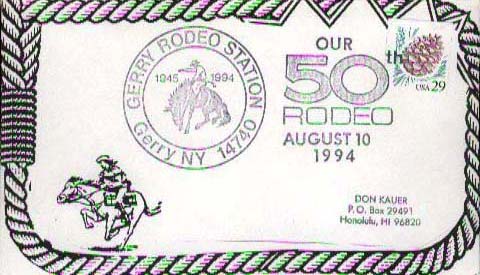 GERRY RODEO STATION
1945 1994
Gerry NY 14740
OUR
50th
RODEO
AUGUST 10
1994
USA 29
DON KAUER
P. O. Box 29491
Honolulu, HI 96820